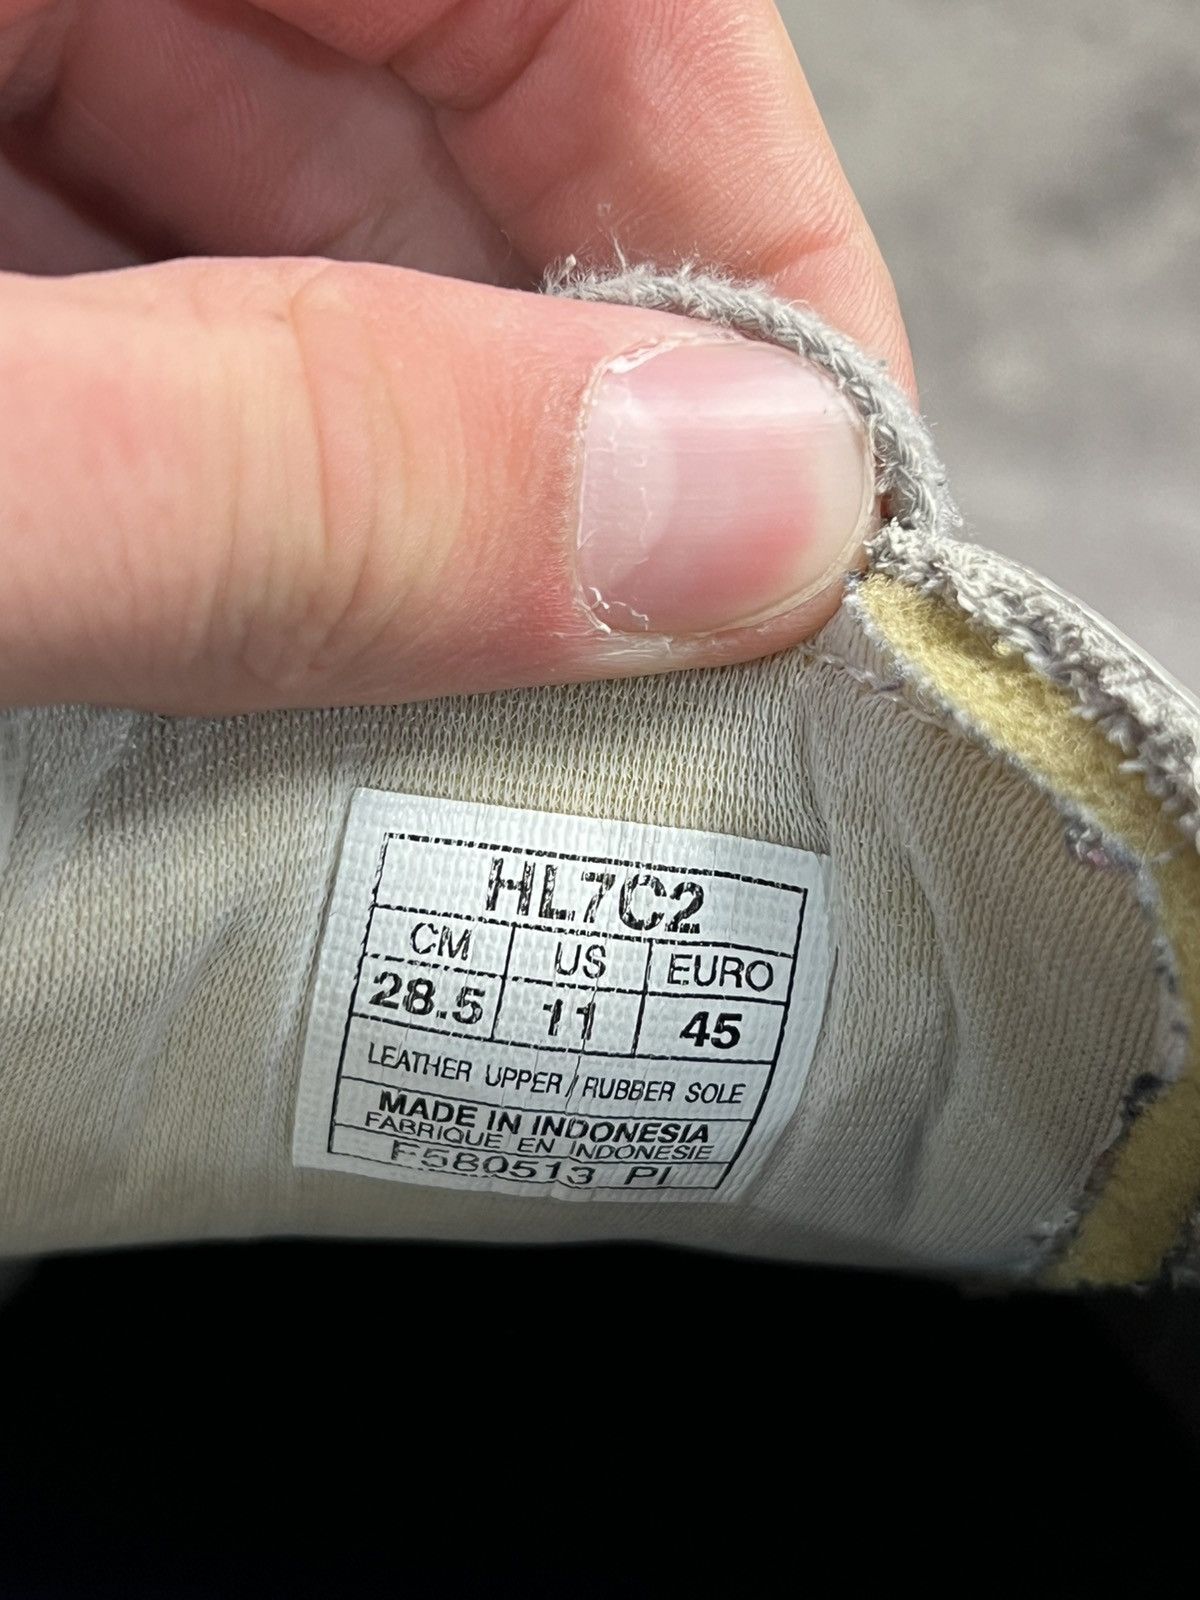 HL7C2
CM US EURO
28.5 11 45
LEATHER UPPER / RUBBER SOLE
MADE IN INDONESIA
FABRIQUE EN INDONESIE
F580513 PI